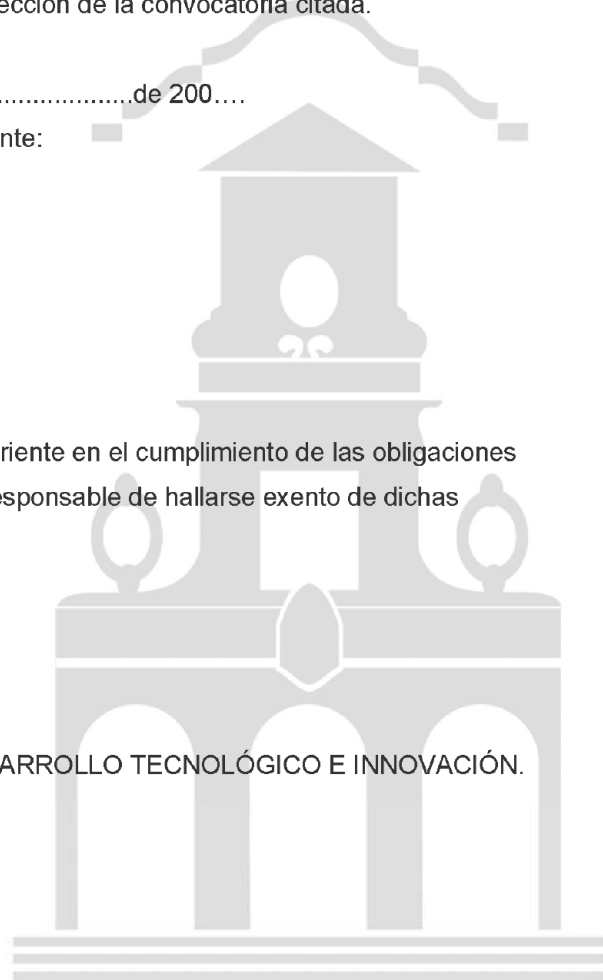 ección de la convocatoria citada.
...................de 200....
nte:
riente en el cumplimiento de las obligaciones
esponsable de hallarse exento de dichas
ARROLLO TECNOLÓGICO E INNOVACIÓN.